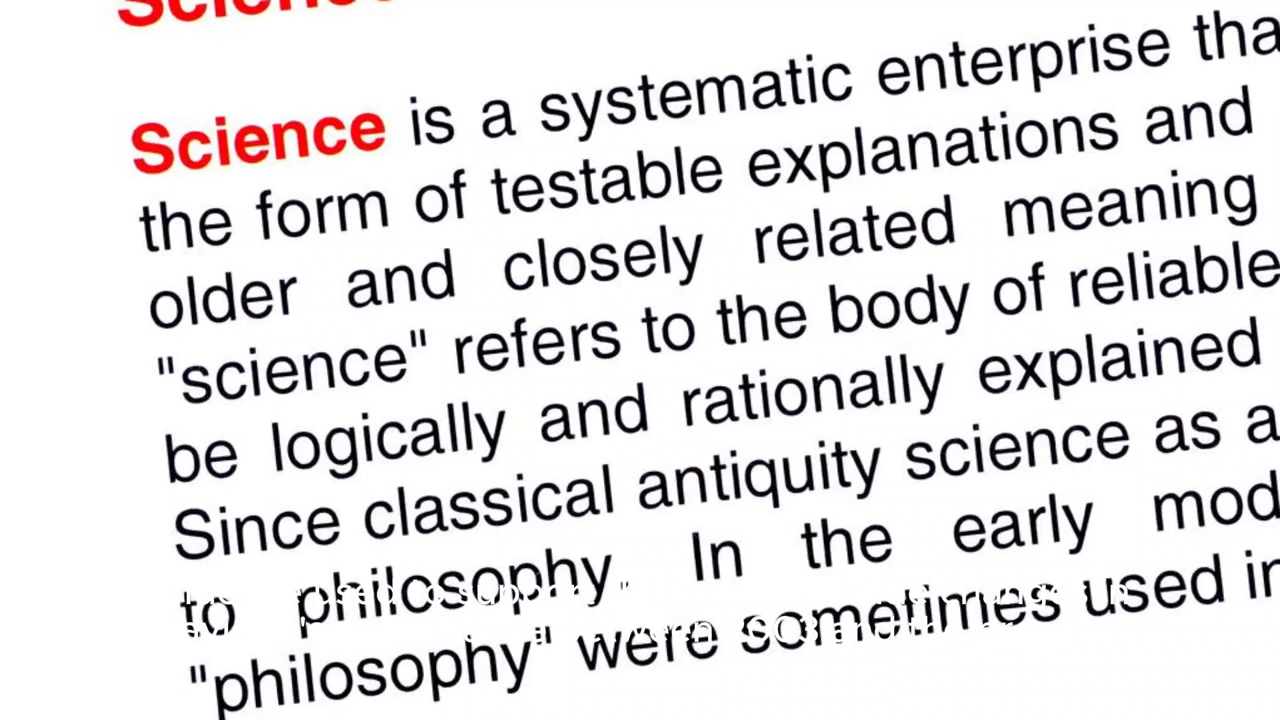 Science
Science is a systematic enterprise tha
the form of testable explanations and
older and closely related meaning
"science" refers to the body of reliable
be logically and rationally explained
Since classical antiquity science as a
to philosophy. In the early mod
"philosophy" were sometimes used in